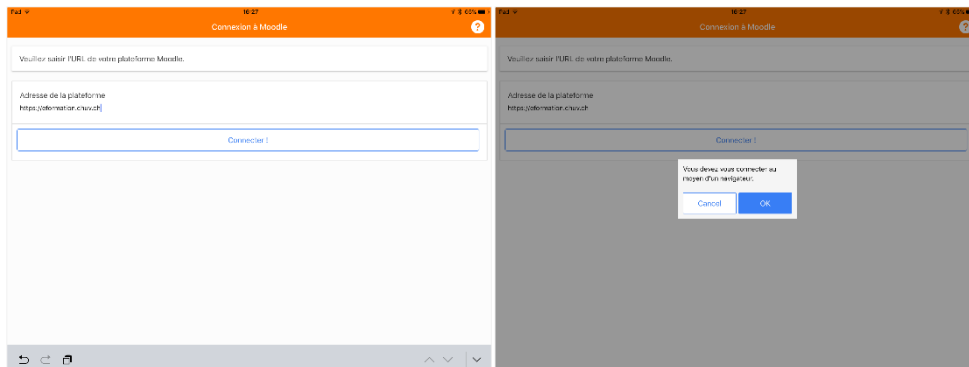 iPad
16:27
65%
Connexion à Moodle
?
Veuillez saisir l'URL de votre plateforme Moodle.
Adresse de la plateforme
https://eformation.chuv.ch
Connecter !
iPad
16:27
65%
Connexion à Moodle
?
Veuillez saisir l'URL de votre plateforme Moodle.
Adresse de la plateforme
https://eformation.chuv.ch
Connecter !
Vous devez vous connecter au
moyen d'un navigateur.
Cancel
OK